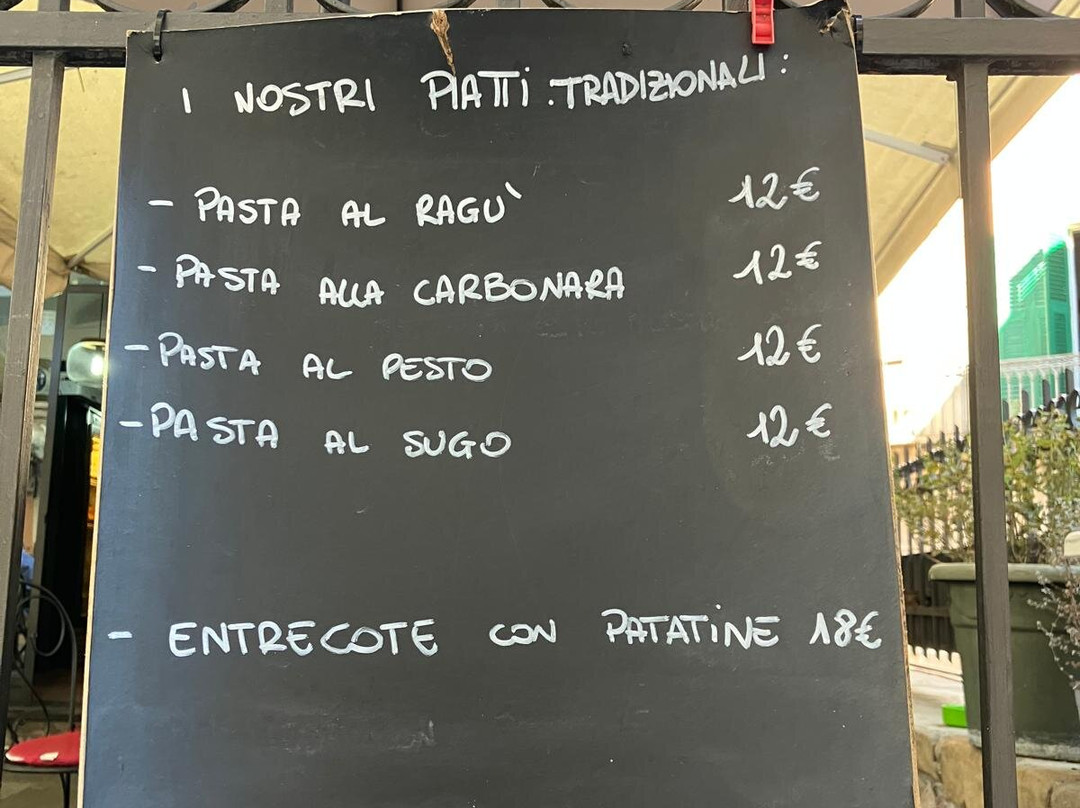 I NOSTRI PIATTI TRADIZIONALI:
- PASTA AL RAGU' 12€
- PASTA ALLA CARBONARA 12€
- PASTA AL PESTO 12€
- PASTA AL SUGO 12€
- ENTRECOTE CON PATATINE 18€